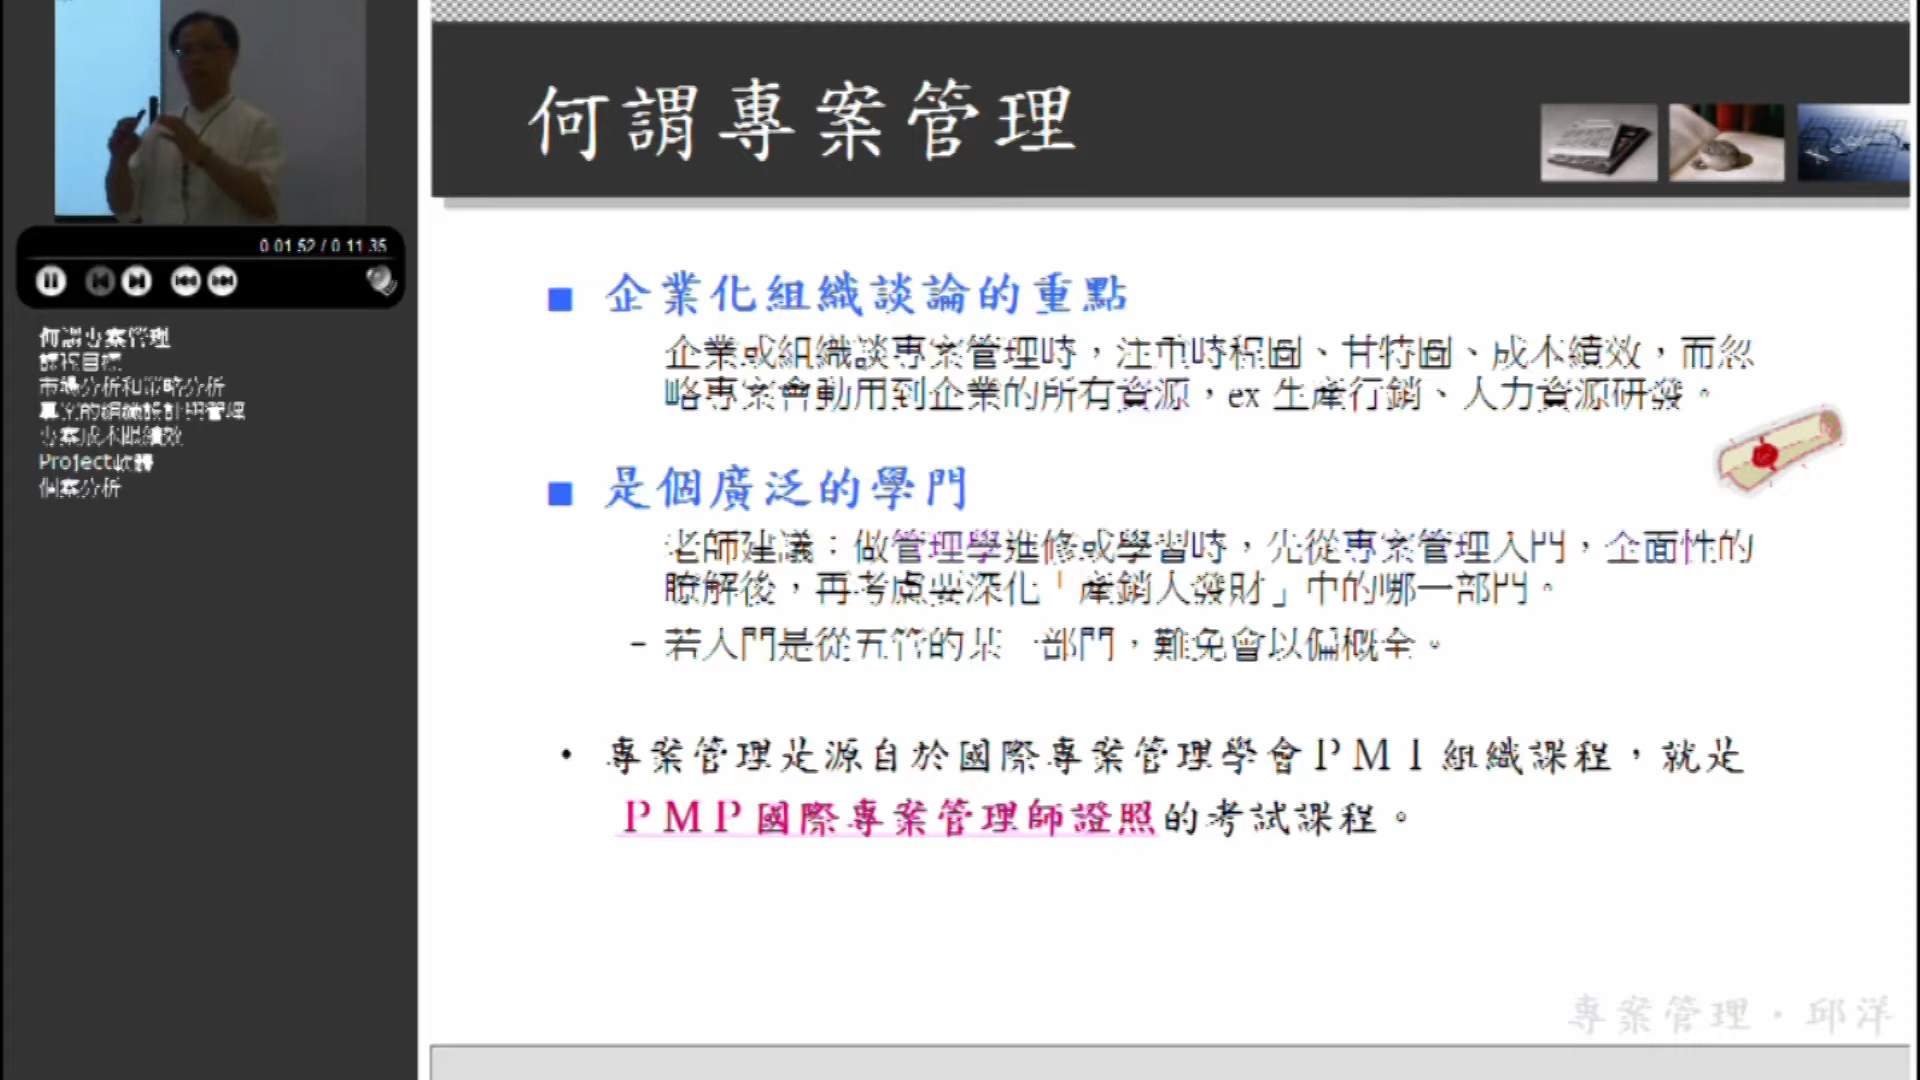 何謂專案管理
0:01:52 / 0:11:35
何謂專案管理
課程目標
市場分析和策略分析
專案的組織設計與管理
專案成本與績效
Project軟體
個案分析
■ 企業化組織談論的重點
企業或組織談專案管理時，注重時程圖、甘特圖、成本績效，而忽
略專案會動用到企業的所有資源，ex 生產行銷、人力資源研發。
■ 是個廣泛的學門
老師建議：做管理學進修或學習時，先從專案管理入門，全面性的
瞭解後，再考慮要深化「產銷人發財」中的哪一部門。
– 若入門是從五管的某一部門，難免會以偏概全。
• 專案管理是源自於國際專案管理學會ＰＭＩ組織課程，就是
ＰＭＰ國際專案管理師證照的考試課程。
專案管理・邱洋